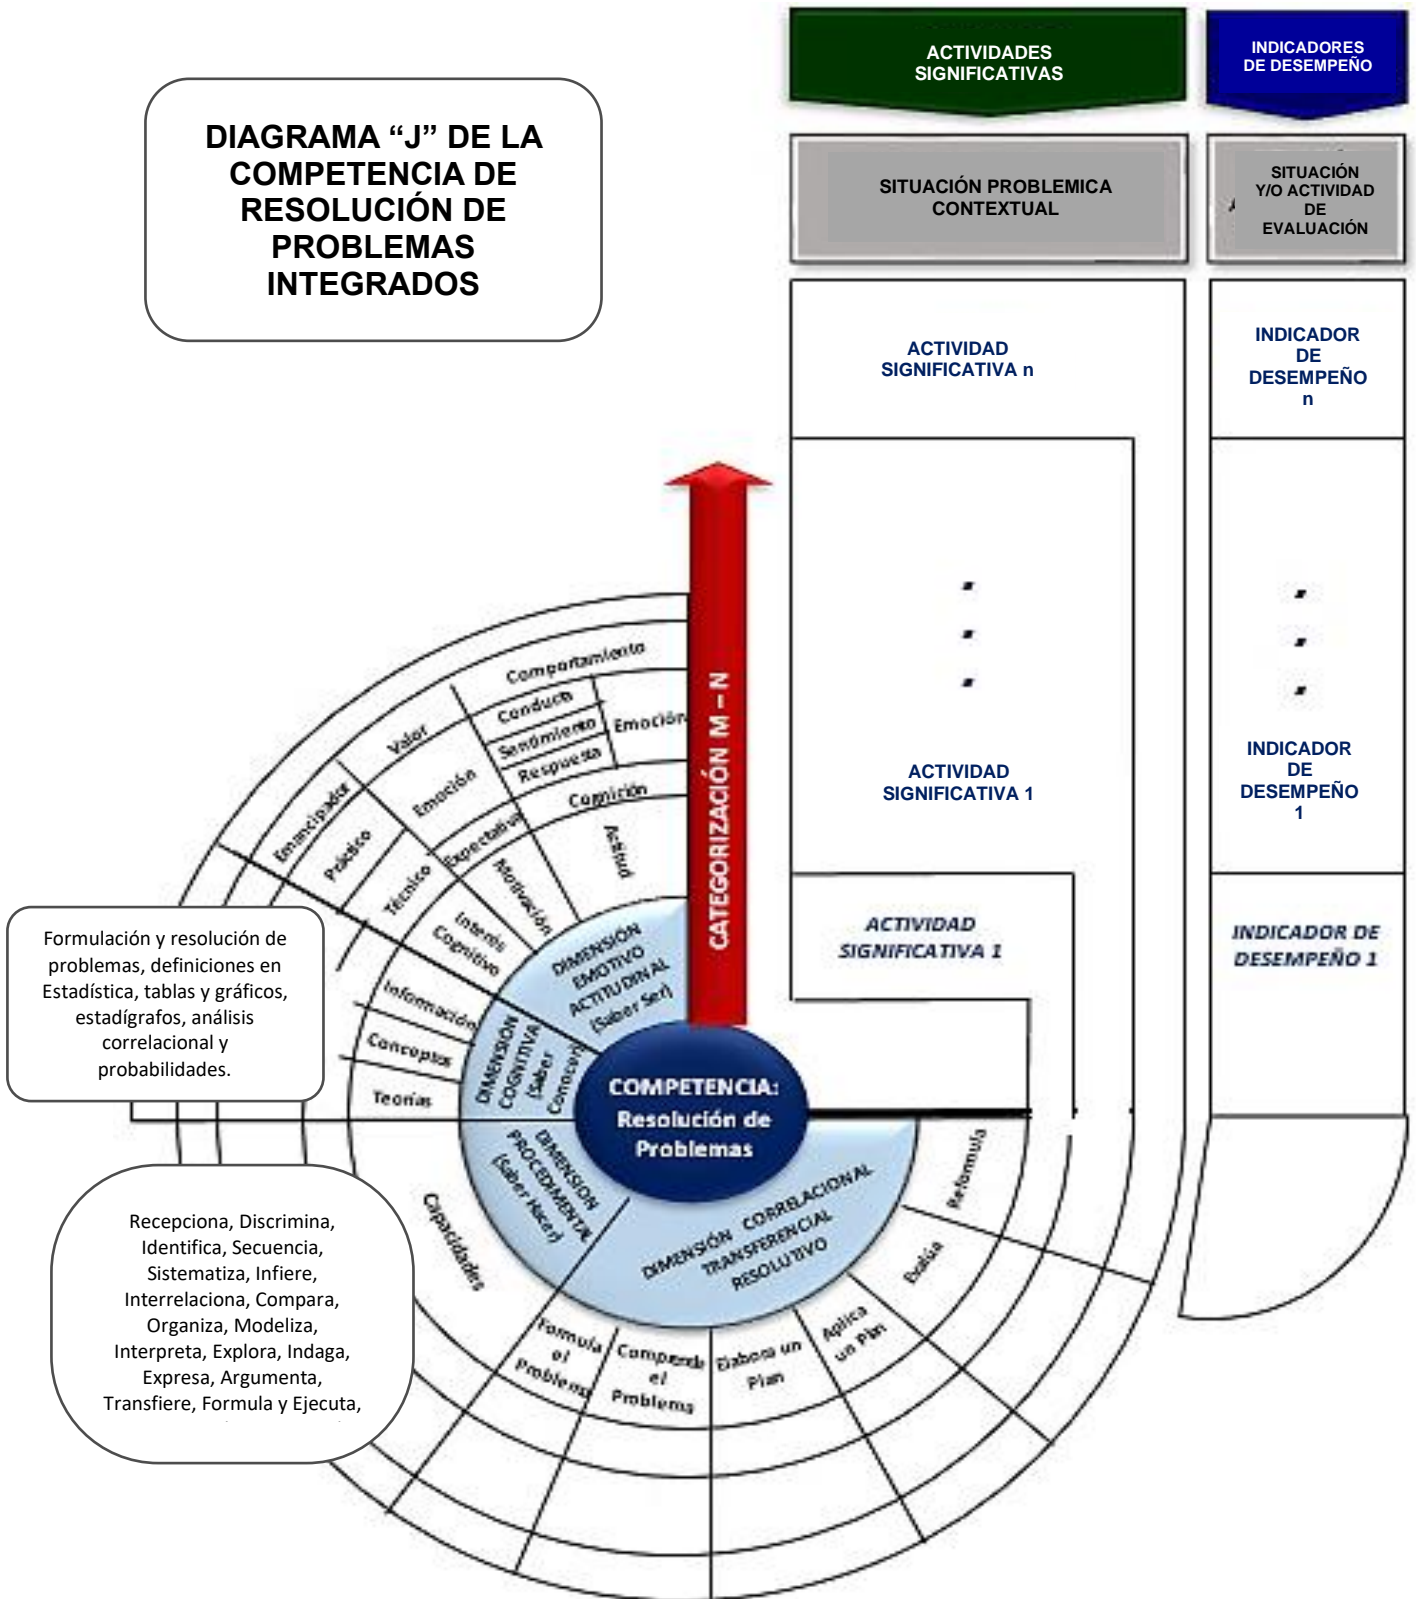 DIAGRAMA “J” DE LA
COMPETENCIA DE
RESOLUCIÓN DE
PROBLEMAS
INTEGRADOS
ACTIVIDADES
SIGNIFICATIVAS
INDICADORES
DE DESEMPEÑO
SITUACIÓN PROBLEMICA
CONTEXTUAL
SITUACIÓN
Y/O ACTIVIDAD
DE
EVALUACIÓN
ACTIVIDAD
SIGNIFICATIVA n
INDICADOR
DE
DESEMPEÑO
n
ACTIVIDAD
SIGNIFICATIVA 1
INDICADOR
DE
DESEMPEÑO
1
ACTIVIDAD
SIGNIFICATIVA 1
INDICADOR DE
DESEMPEÑO 1
CATEGORIZACIÓN M – N
Comportamiento
Conducta
Sentimiento
Respuesta
Emoción
Cognición
Actitud
Valor
Emoción
Expectativa
Motivación
Emancipador
Práctico
Técnico
Interés
Cognitivo
DIMENSIÓN
EMOTIVO
ACTITUDINAL
(Saber Ser)
Formulación y resolución de
problemas, definiciones en
Estadística, tablas y gráficos,
estadígrafos, análisis
correlacional y
probabilidades.
Información
Conceptos
Teorías
DIMENSIÓN
COGNITIVA
(Saber
Conocer)
COMPETENCIA:
Resolución de
Problemas
DIMENSION
PROCEDIMENTAL
(Saber Hacer)
Capacidades
Recepciona, Discrimina,
Identifica, Secuencia,
Sistematiza, Infiere,
Interrelaciona, Compara,
Organiza, Modeliza,
Interpreta, Explora, Indaga,
Expresa, Argumenta,
Transfiere, Formula y Ejecuta,
DIMENSIÓN CORRELACIONAL
TRANSFERENCIAL
RESOLUTIVO
Formula
el
Problema
Comprende
el
Problema
Elabora un
Plan
Aplica
un Plan
Evalúa
Reformula